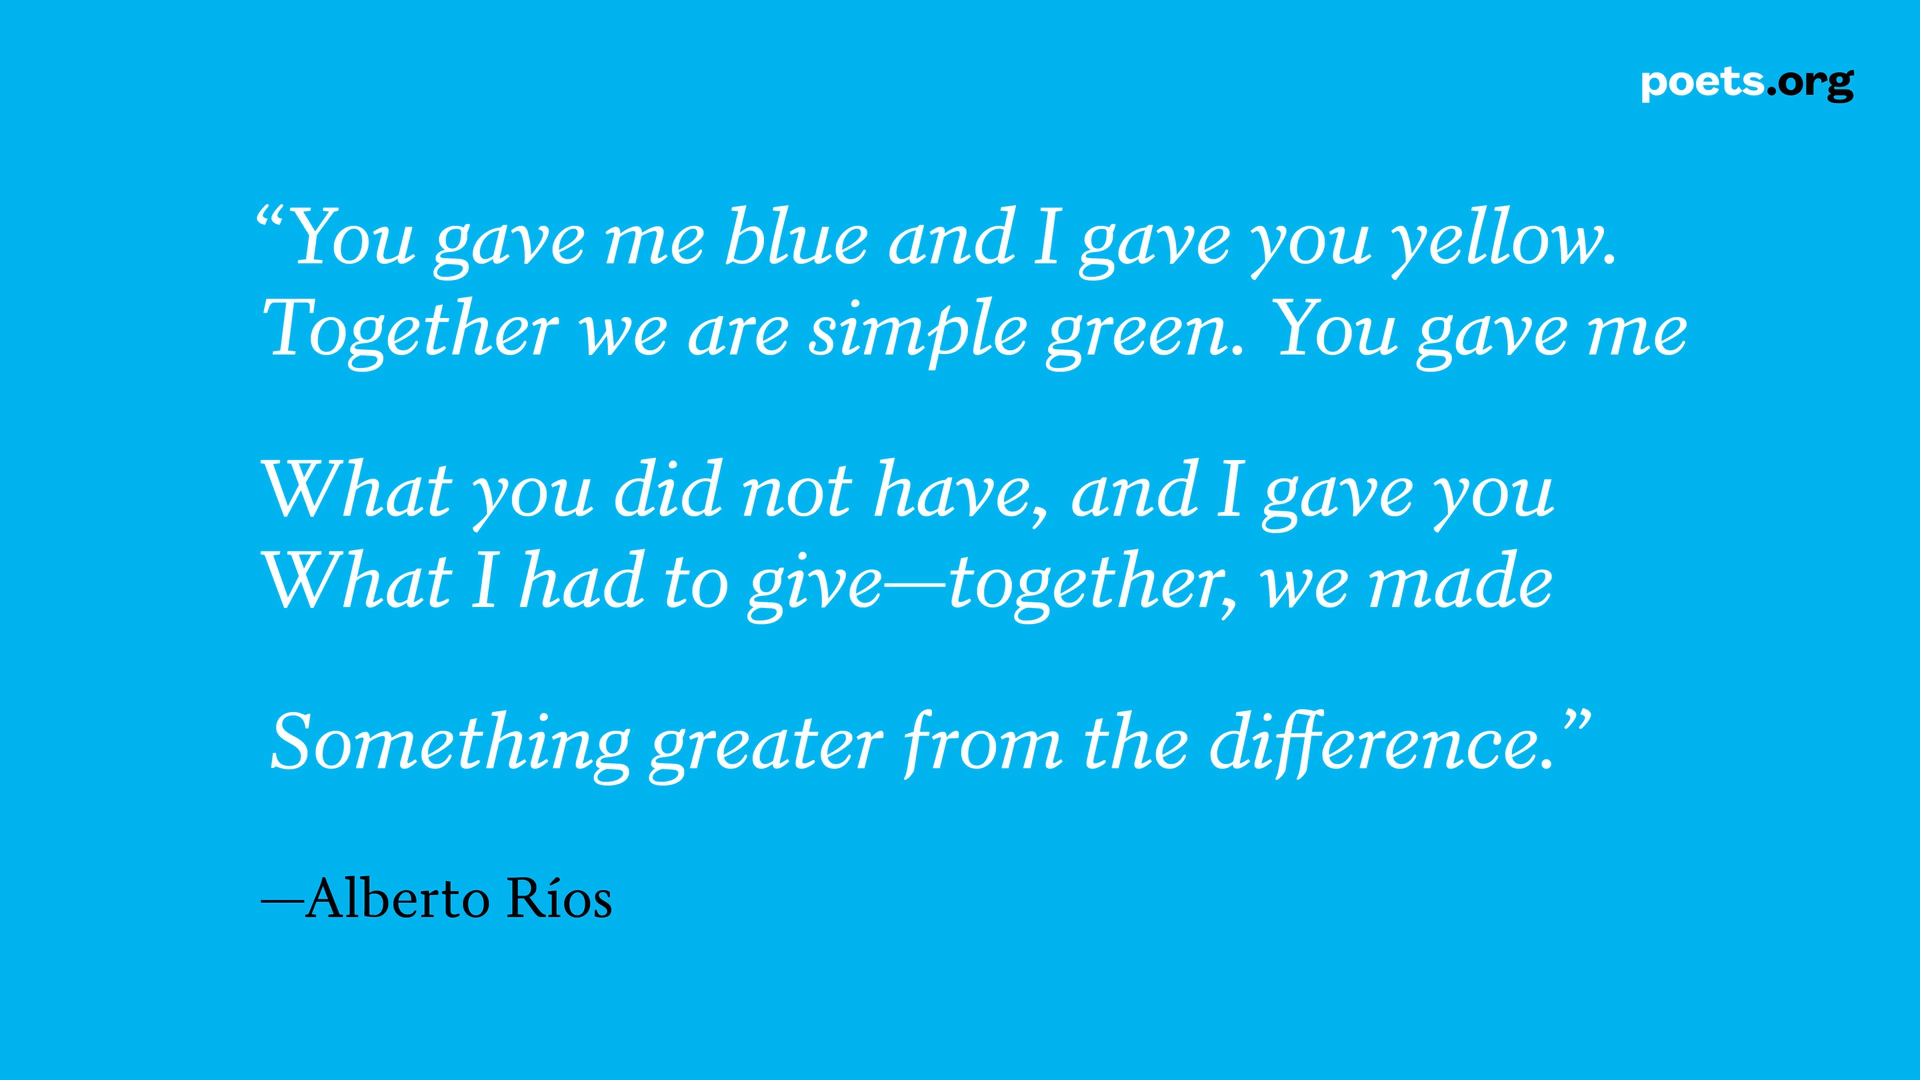 poets.org
“You gave me blue and I gave you yellow.
Together we are simple green. You gave me
What you did not have, and I gave you
What I had to give—together, we made
Something greater from the difference.”
—Alberto Ríos